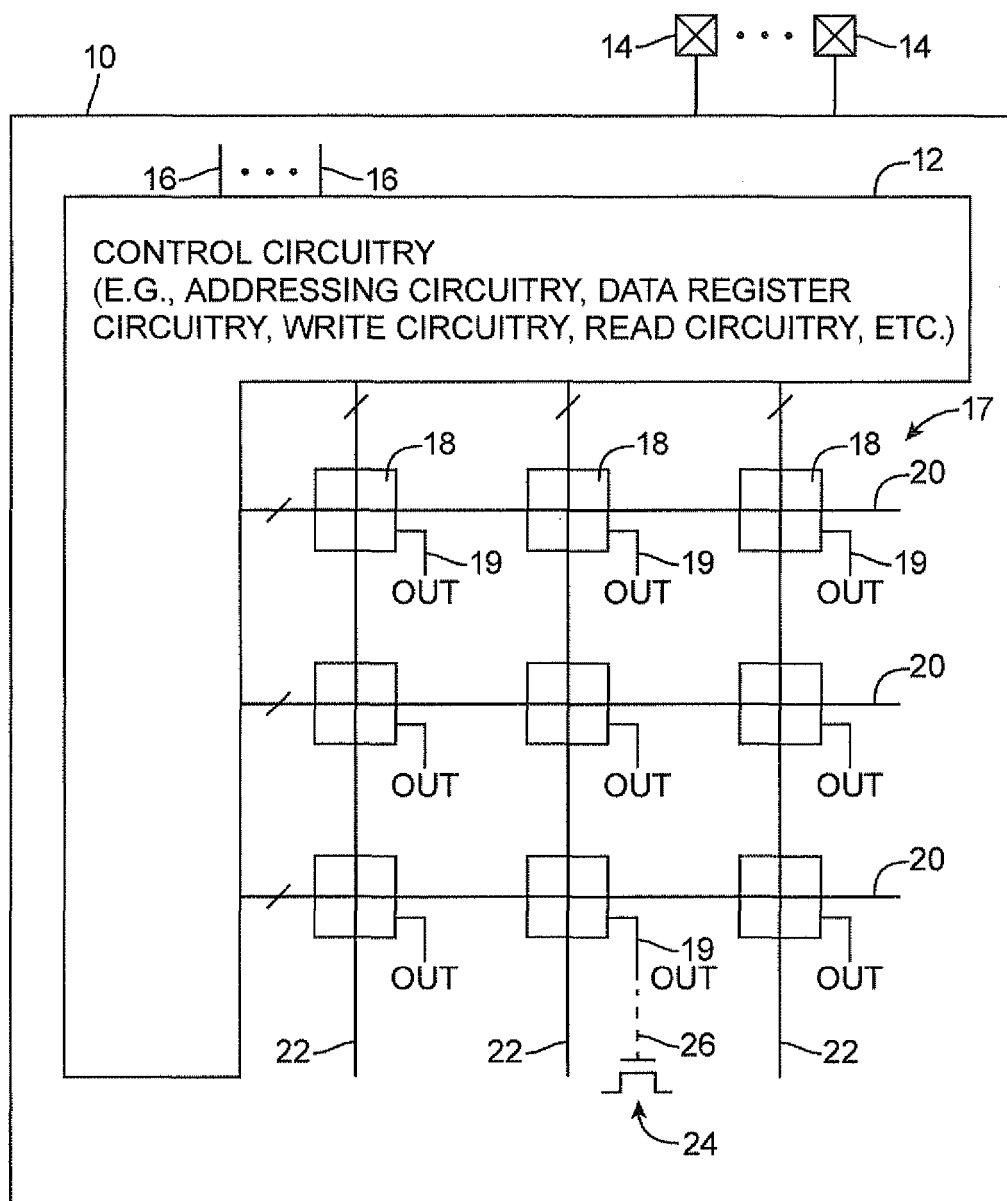 14 14
10
16 16 12
CONTROL CIRCUITRY
(E.G., ADDRESSING CIRCUITRY, DATA REGISTER
CIRCUITRY, WRITE CIRCUITRY, READ CIRCUITRY, ETC.)
17
18 18 18
20
19 19 19
OUT OUT OUT
20
OUT OUT OUT
20
19
OUT OUT OUT
22 22 26 22
24